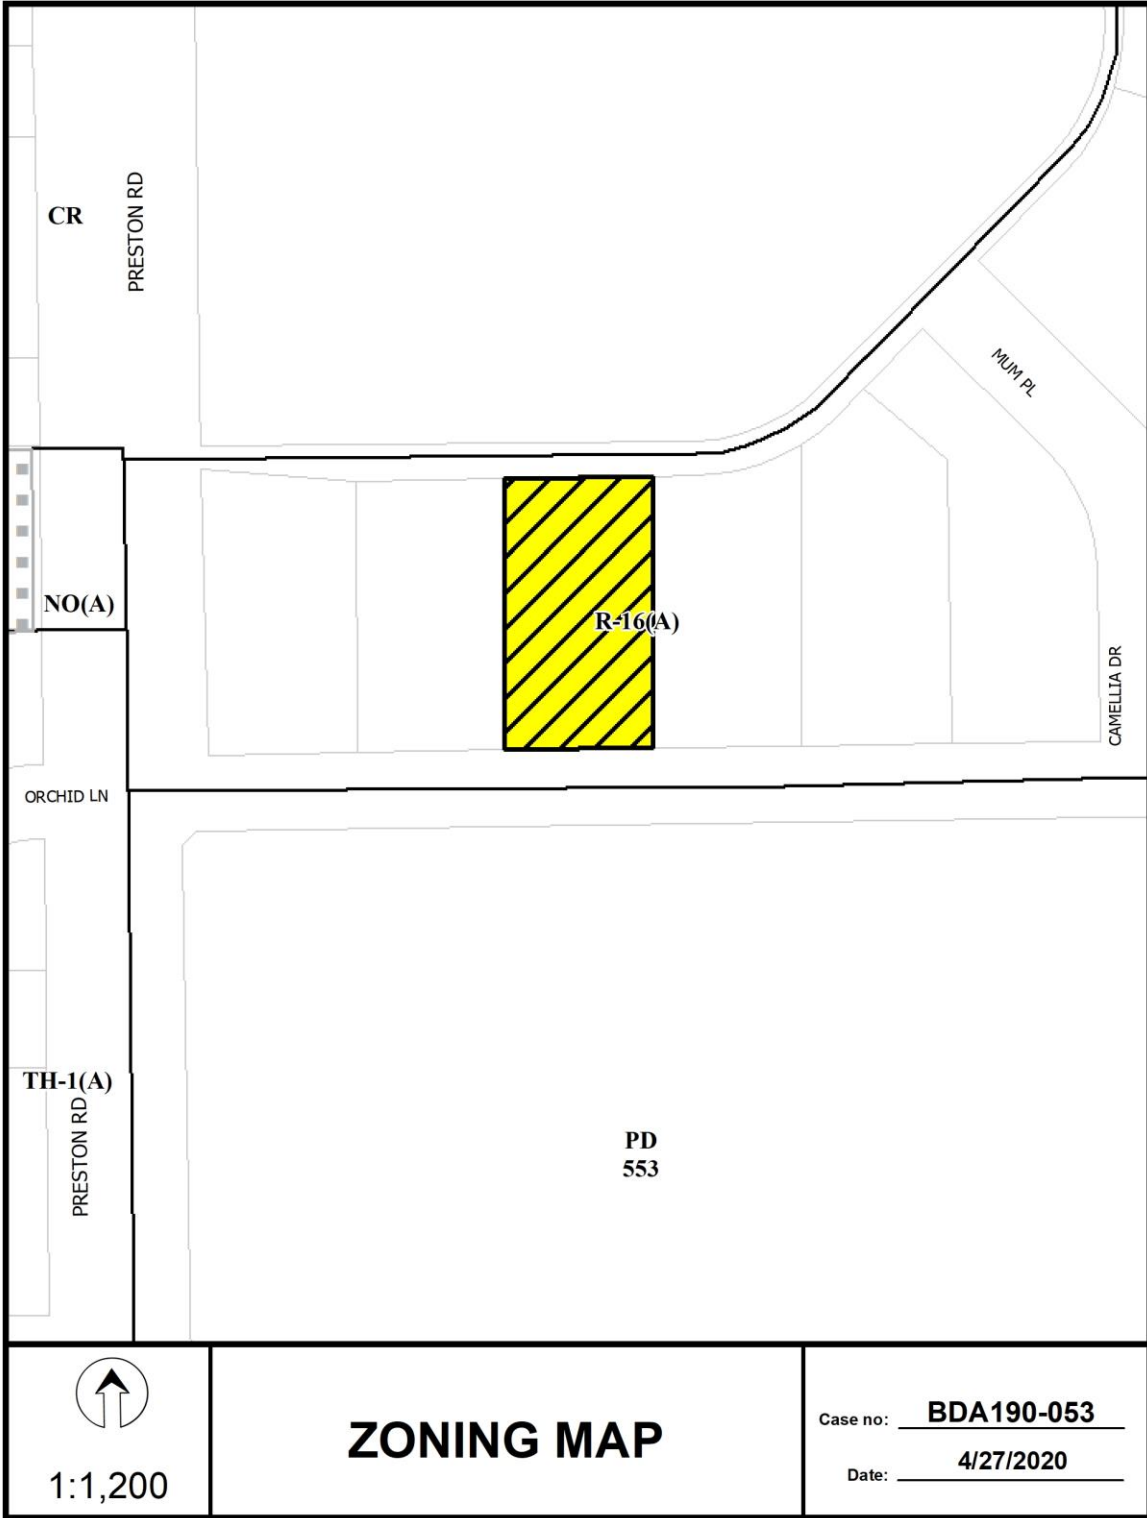 CR
PRESTON RD
MUM PL
NO(A)
R-16(A)
CAMELLIA DR
ORCHID LN
TH-1(A)
PRESTON RD
PD
553
1:1,200
ZONING MAP
Case no: BDA190-053
Date: 4/27/2020